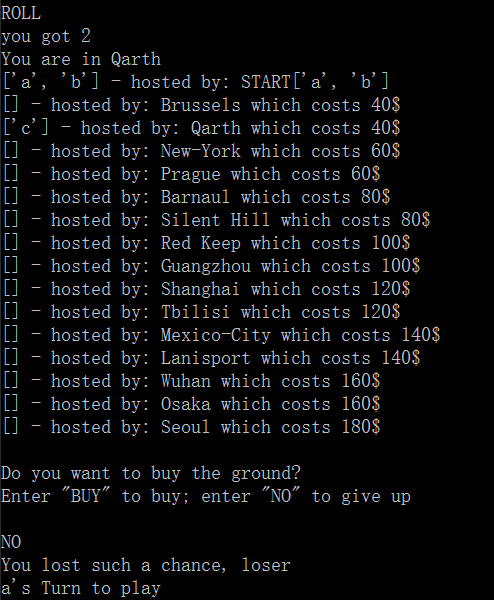 ROLL
you got 2
You are in Qarth
['a', 'b'] - hosted by: START['a', 'b']
[] - hosted by: Brussels which costs 40$
['c'] - hosted by: Qarth which costs 40$
[] - hosted by: New-York which costs 60$
[] - hosted by: Prague which costs 60$
[] - hosted by: Barnaul which costs 80$
[] - hosted by: Silent Hill which costs 80$
[] - hosted by: Red Keep which costs 100$
[] - hosted by: Guangzhou which costs 100$
[] - hosted by: Shanghai which costs 120$
[] - hosted by: Tbilisi which costs 120$
[] - hosted by: Mexico-City which costs 140$
[] - hosted by: Lanisport which costs 140$
[] - hosted by: Wuhan which costs 160$
[] - hosted by: Osaka which costs 160$
[] - hosted by: Seoul which costs 180$
Do you want to buy the ground?
Enter "BUY" to buy; enter "NO" to give up
NO
You lost such a chance, loser
a's Turn to play